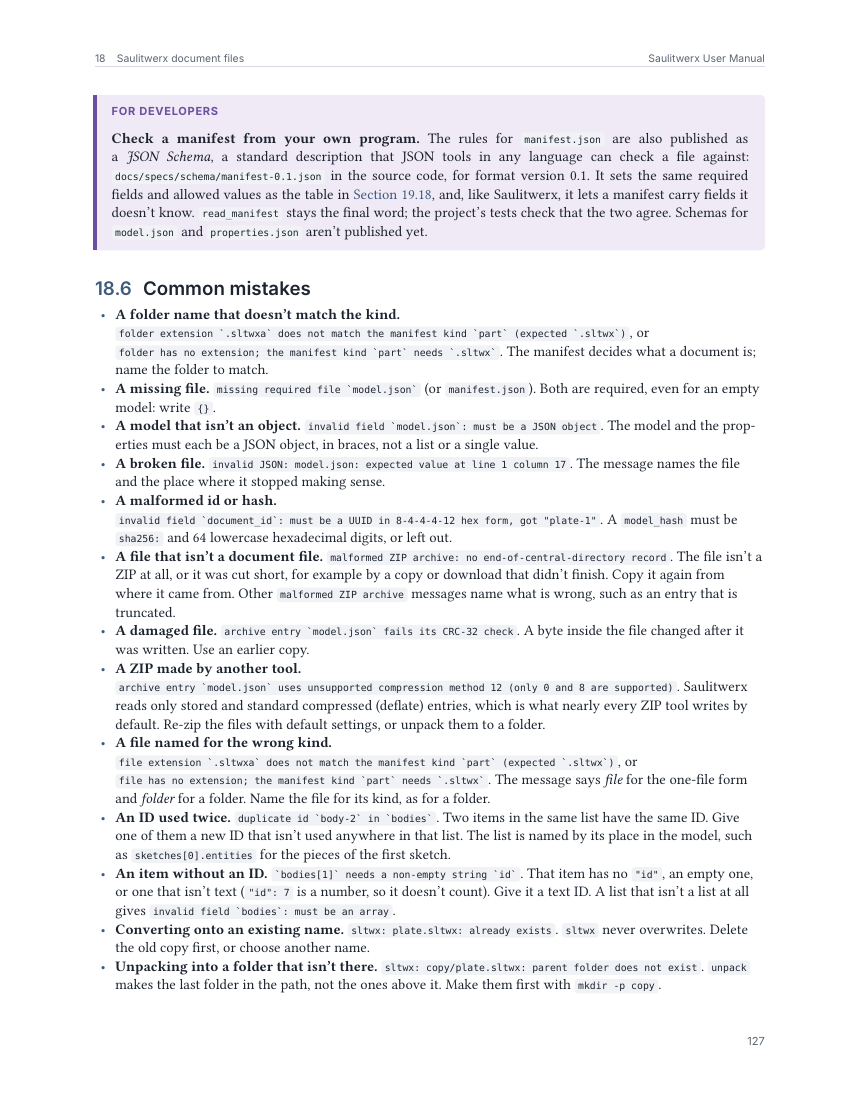 18 Saulitwerx document files
Saulitwerx User Manual
FOR DEVELOPERS
Check a manifest from your own program. The rules for manifest.json are also published as
a JSON Schema, a standard description that JSON tools in any language can check a file against:
docs/specs/schema/manifest-0.1.json in the source code, for format version 0.1. It sets the same required
fields and allowed values as the table in Section 19.18, and, like Saulitwerx, it lets a manifest carry fields it
doesn't know. read_manifest stays the final word; the project's tests check that the two agree. Schemas for
model.json and properties.json aren't published yet.
18.6 Common mistakes
• A folder name that doesn't match the kind.
folder extension `.sltwxa` does not match the manifest kind `part` (expected `.sltwx`) , or
folder has no extension; the manifest kind `part` needs `.sltwx` . The manifest decides what a document is;
name the folder to match.
• A missing file. missing required file `model.json` (or manifest.json ). Both are required, even for an empty
model: write {} .
• A model that isn't an object. invalid field `model.json`: must be a JSON object . The model and the prop-
erties must each be a JSON object, in braces, not a list or a single value.
• A broken file. invalid JSON: model.json: expected value at line 1 column 17 . The message names the file
and the place where it stopped making sense.
• A malformed id or hash.
invalid field `document_id`: must be a UUID in 8-4-4-4-12 hex form, got "plate-1" . A model_hash must be
sha256: and 64 lowercase hexadecimal digits, or left out.
• A file that isn't a document file. malformed ZIP archive: no end-of-central-directory record . The file isn't a
ZIP at all, or it was cut short, for example by a copy or download that didn't finish. Copy it again from
where it came from. Other malformed ZIP archive messages name what is wrong, such as an entry that is
truncated.
• A damaged file. archive entry `model.json` fails its CRC-32 check . A byte inside the file changed after it
was written. Use an earlier copy.
• A ZIP made by another tool.
archive entry `model.json` uses unsupported compression method 12 (only 0 and 8 are supported) . Saulitwerx
reads only stored and standard compressed (deflate) entries, which is what nearly every ZIP tool writes by
default. Re-zip the files with default settings, or unpack them to a folder.
• A file named for the wrong kind.
file extension `.sltwxa` does not match the manifest kind `part` (expected `.sltwx`) , or
file has no extension; the manifest kind `part` needs `.sltwx` . The message says file for the one-file form
and folder for a folder. Name the file for its kind, as for a folder.
• An ID used twice. duplicate id `body-2` in `bodies` . Two items in the same list have the same ID. Give
one of them a new ID that isn't used anywhere in that list. The list is named by its place in the model, such
as sketches[0].entities for the pieces of the first sketch.
• An item without an ID. `bodies[1]` needs a non-empty string `id` . That item has no "id" , an empty one,
or one that isn't text ( "id": 7 is a number, so it doesn't count). Give it a text ID. A list that isn't a list at all
gives invalid field `bodies`: must be an array .
• Converting onto an existing name. sltwx: plate.sltwx: already exists . sltwx never overwrites. Delete
the old copy first, or choose another name.
• Unpacking into a folder that isn't there. sltwx: copy/plate.sltwx: parent folder does not exist . unpack
makes the last folder in the path, not the ones above it. Make them first with mkdir -p copy .
127